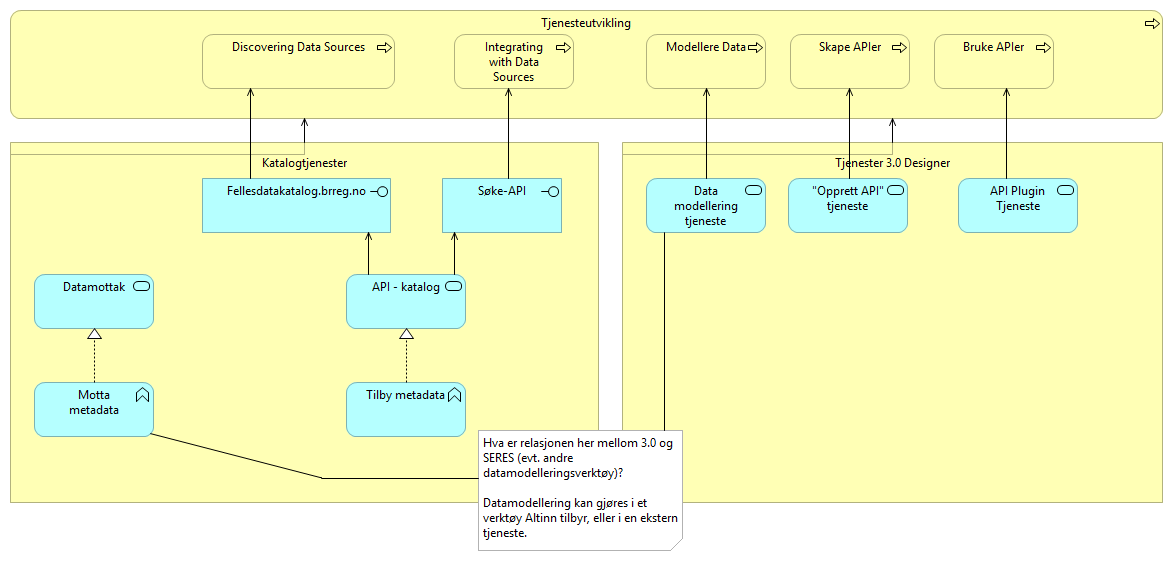 Tjenesteutvikling
Discovering Data Sources
Integrating
with Data
Sources
Modellere Data
Skape APIer
Bruke APIer
Katalogtjenester
Tjenester 3.0 Designer
Fellesdatakatalog.brreg.no
Søke-API
Data
modellering
tjeneste
"Opprett API"
tjeneste
API Plugin
Tjeneste
Datamottak
API - katalog
Motta
metadata
Tilby metadata
Hva er relasjonen her mellom 3.0 og
SERES (evt. andre
datamodelleringsverktøy)?
Datamodellering kan gjøres i et
verktøy Altinn tilbyr, eller i en ekstern
tjeneste.